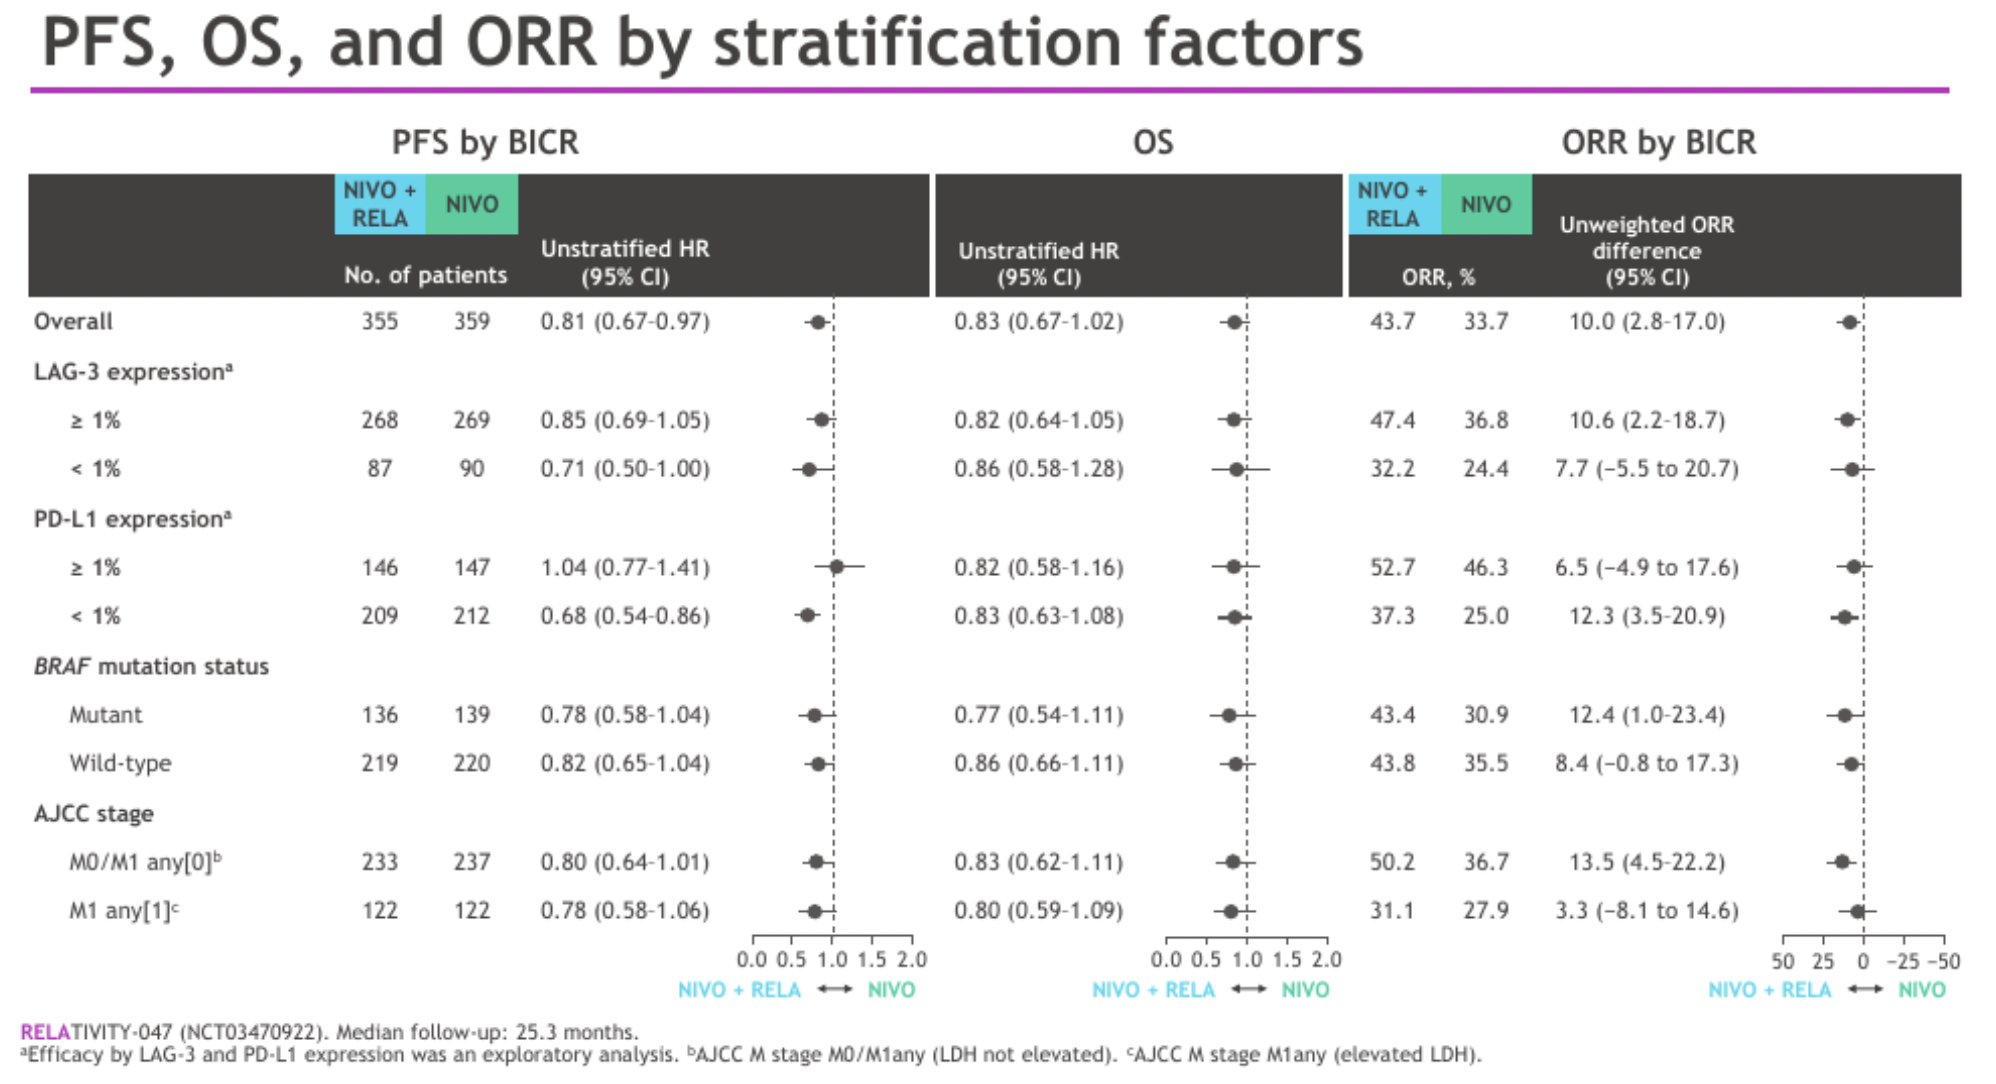 PFS, OS, and ORR by stratification factors
PFS by BICR OS ORR by BICR
NIVO + RELA NIVO NIVO + RELA NIVO
No. of patients Unstratified HR (95% CI) Unstratified HR (95% CI) ORR, % Unweighted ORR difference (95% CI)
Overall 355 359 0.81 (0.67-0.97) 0.83 (0.67-1.02) 43.7 33.7 10.0 (2.8-17.0)
LAG-3 expressionᵃ
≥ 1% 268 269 0.85 (0.69-1.05) 0.82 (0.64-1.05) 47.4 36.8 10.6 (2.2-18.7)
< 1% 87 90 0.71 (0.50-1.00) 0.86 (0.58-1.28) 32.2 24.4 7.7 (−5.5 to 20.7)
PD-L1 expressionᵃ
≥ 1% 146 147 1.04 (0.77-1.41) 0.82 (0.58-1.16) 52.7 46.3 6.5 (−4.9 to 17.6)
< 1% 209 212 0.68 (0.54-0.86) 0.83 (0.63-1.08) 37.3 25.0 12.3 (3.5-20.9)
BRAF mutation status
Mutant 136 139 0.78 (0.58-1.04) 0.77 (0.54-1.11) 43.4 30.9 12.4 (1.0-23.4)
Wild-type 219 220 0.82 (0.65-1.04) 0.86 (0.66-1.11) 43.8 35.5 8.4 (−0.8 to 17.3)
AJCC stage
M0/M1 any[0]ᵇ 233 237 0.80 (0.64-1.01) 0.83 (0.62-1.11) 50.2 36.7 13.5 (4.5-22.2)
M1 any[1]ᶜ 122 122 0.78 (0.58-1.06) 0.80 (0.59-1.09) 31.1 27.9 3.3 (−8.1 to 14.6)
0.0 0.5 1.0 1.5 2.0 0.0 0.5 1.0 1.5 2.0 50 25 0 −25 −50
NIVO + RELA ↔ NIVO NIVO + RELA ↔ NIVO NIVO + RELA ↔ NIVO
RELATIVITY-047 (NCT03470922). Median follow-up: 25.3 months.
ᵃEfficacy by LAG-3 and PD-L1 expression was an exploratory analysis. ᵇAJCC M stage M0/M1any (LDH not elevated). ᶜAJCC M stage M1any (elevated LDH).